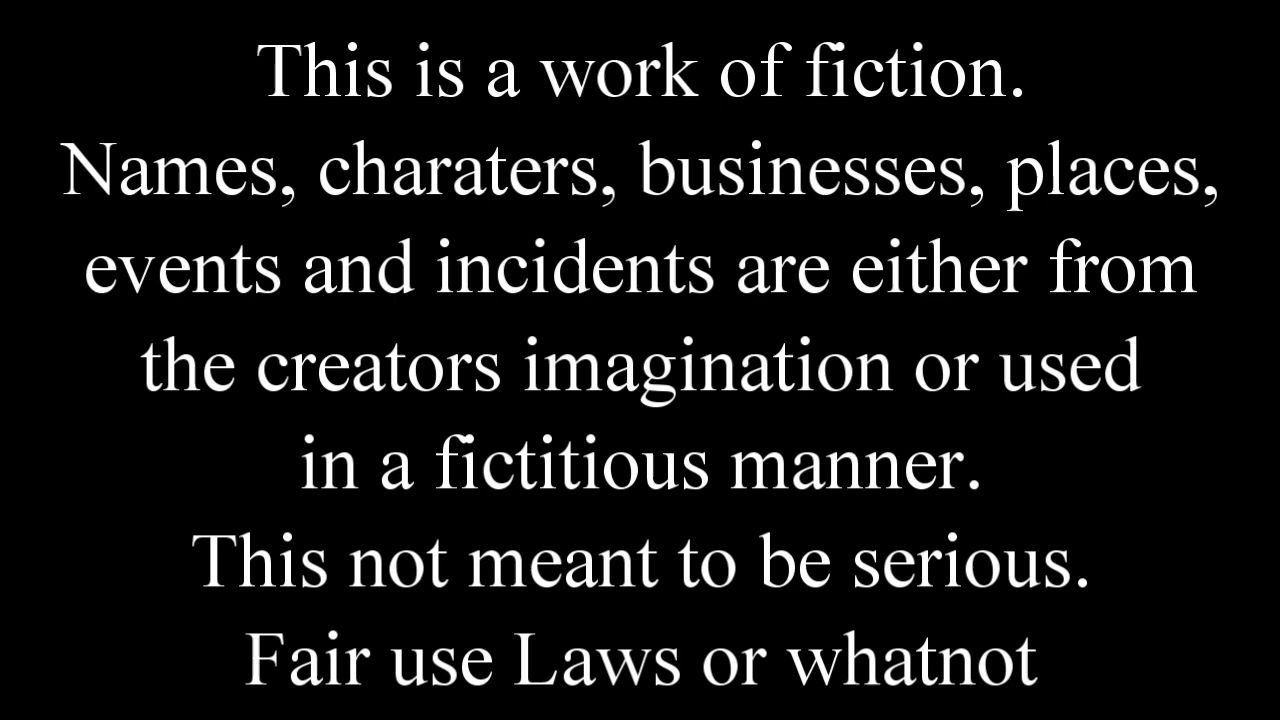 This is a work of fiction.
Names, charaters, businesses, places,
events and incidents are either from
the creators imagination or used
in a fictitious manner.
This not meant to be serious.
Fair use Laws or whatnot